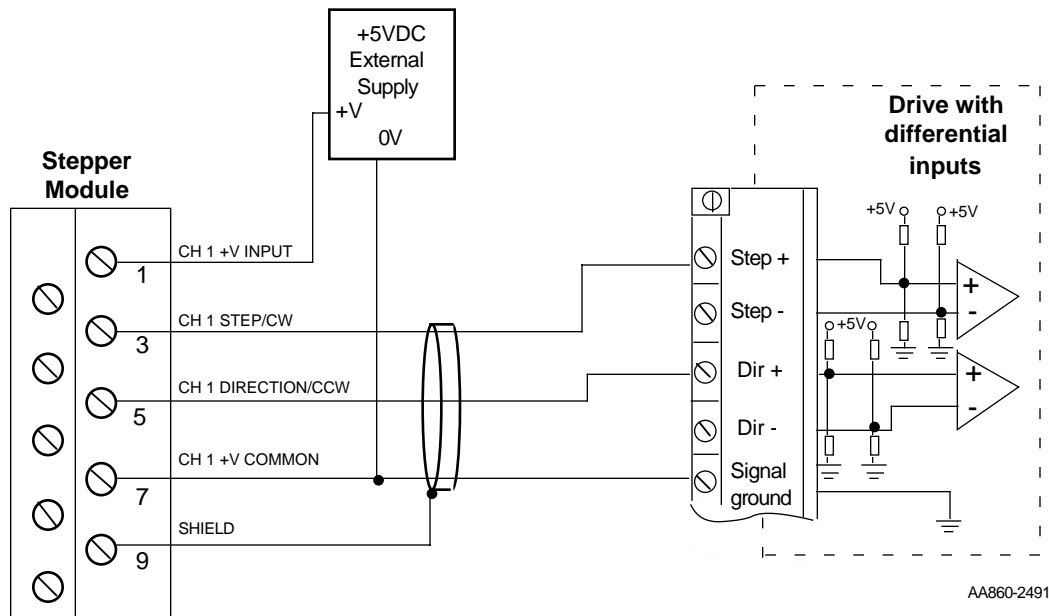 +5VDC
External
Supply
+V
0V
Stepper
Module
CH 1 +V INPUT
1
CH 1 STEP/CW
3
CH 1 DIRECTION/CCW
5
CH 1 +V COMMON
7
SHIELD
9
Drive with
differential
inputs
Step +
Step -
Dir +
Dir -
Signal
ground
+5V
+5V
+
-
+5V
+
-
AA860-2491